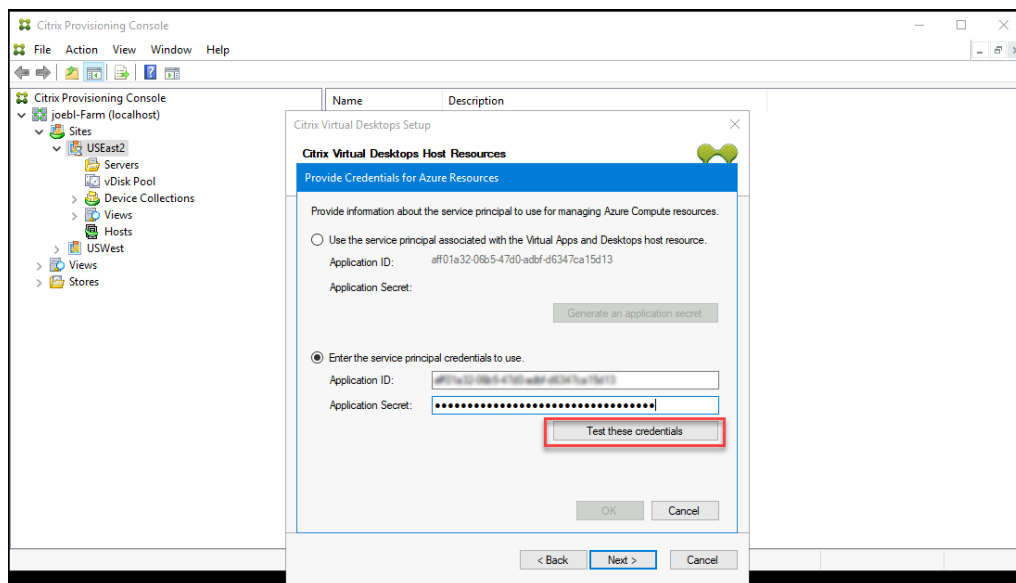 Citrix Provisioning Console
File Action View Window Help
Citrix Provisioning Console
joebl-Farm (localhost)
Sites
USEast2
Servers
vDisk Pool
Device Collections
Views
Hosts
USWest
Views
Stores
Name Description
Citrix Virtual Desktops Setup
Citrix Virtual Desktops Host Resources
Provide Credentials for Azure Resources
Provide information about the service principal to use for managing Azure Compute resources.
Use the service principal associated with the Virtual Apps and Desktops host resource.
Application ID: aff01a32-06b5-47d0-adbf-d6347ca15d13
Application Secret:
Generate an application secret
Enter the service principal credentials to use.
Application ID:
Application Secret:
Test these credentials
OK Cancel
< Back Next > Cancel